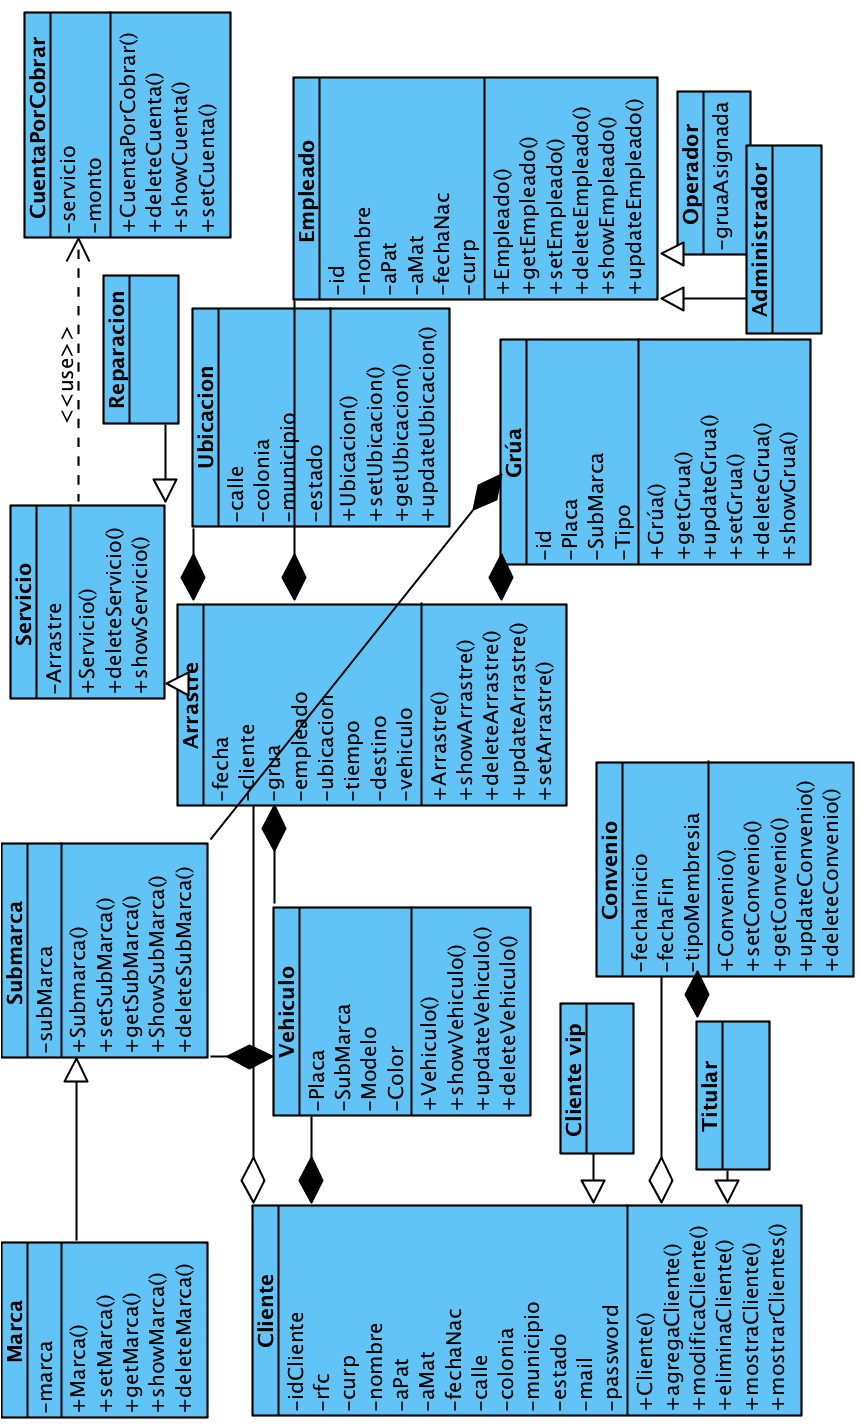 Marca
-marca
+Marca()
+setMarca()
+getMarca()
+showMarca()
+deleteMarca()
Submarca
-subMarca
+Submarca()
+setSubMarca()
+getSubMarca()
+ShowSubMarca()
+deleteSubMarca()
Servicio
-Arrastre
+Servicio()
+deleteServicio()
+showServicio()
<<use>>
CuentaPorCobrar
-servicio
-monto
+CuentaPorCobrar()
+deleteCuenta()
+showCuenta()
+setCuenta()
Reparacion
Cliente
-idCliente
-rfc
-curp
-nombre
-aPat
-aMat
-fechaNac
-calle
-colonia
-municipio
-estado
-mail
-password
+Cliente()
+agregaCliente()
+modificaCliente()
+eliminaCliente()
+mostraCliente()
+mostrarClientes()
Vehiculo
-Placa
-SubMarca
-Modelo
-Color
+Vehiculo()
+showVehiculo()
+updateVehiculo()
+deleteVehiculo()
Arrastre
-fecha
-cliente
-grua
-empleado
-ubicacion
-tiempo
-destino
-vehiculo
+Arrastre()
+showArrastre()
+deleteArrastre()
+updateArrastre()
+setArrastre()
Ubicacion
-calle
-colonia
-municipio
-estado
+Ubicacion()
+setUbicacion()
+getUbicacion()
+updateUbicacion()
Empleado
-id
-nombre
-aPat
-aMat
-fechaNac
-curp
+Empleado()
+getEmpleado()
+setEmpleado()
+deleteEmpleado()
+showEmpleado()
+updateEmpleado()
Cliente vip
Titular
Convenio
-fechaInicio
-fechaFin
-tipoMembresia
+Convenio()
+setConvenio()
+getConvenio()
+updateConvenio()
+deleteConvenio()
Grúa
-id
-Placa
-SubMarca
-Tipo
+Grúa()
+getGrua()
+updateGrua()
+setGrua()
+deleteGrua()
+showGrua()
Operador
-gruaAsignada
Administrador